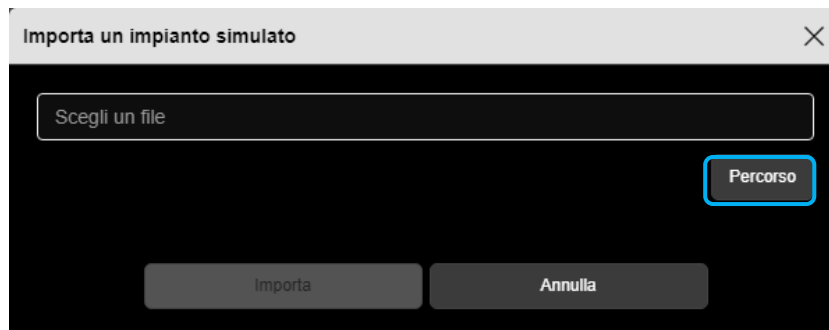 Importa un impianto simulato
Scegli un file
Percorso
Importa
Annulla